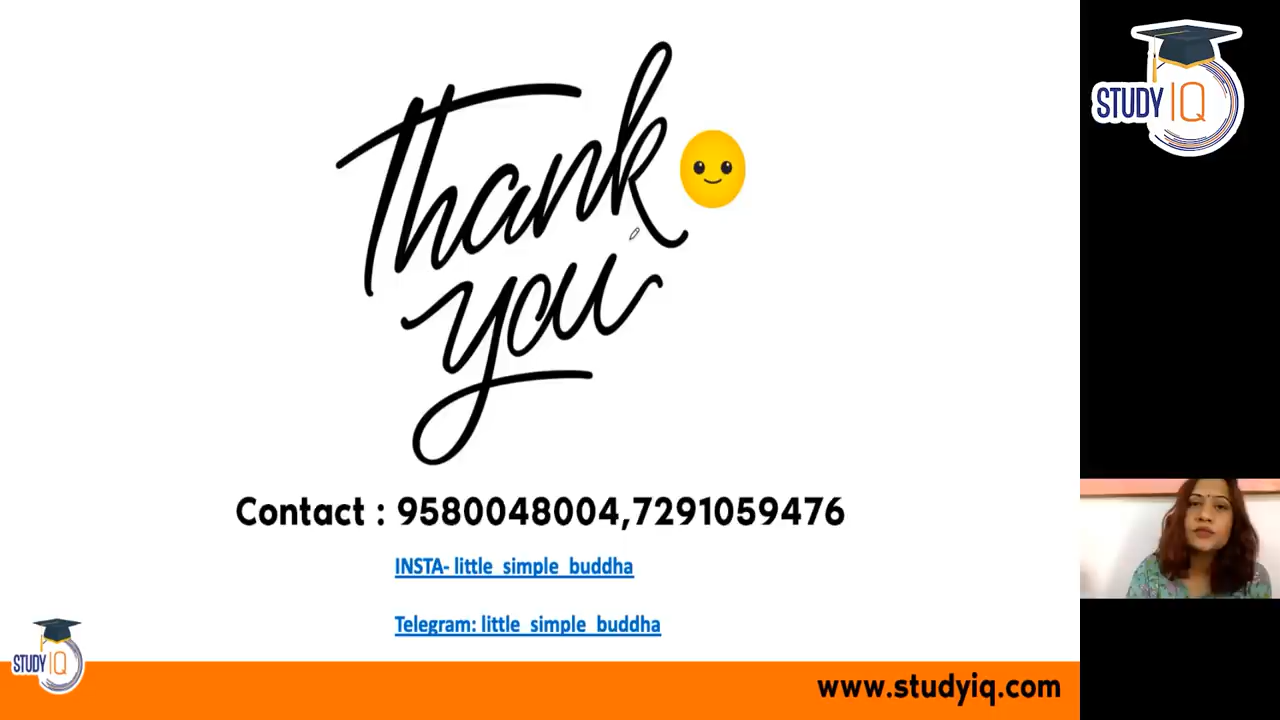 STUDY IQ
Thank
you
Contact : 9580048004,7291059476
INSTA- little_simple_buddha
Telegram: little_simple_buddha
STUDY IQ
www.studyiq.com